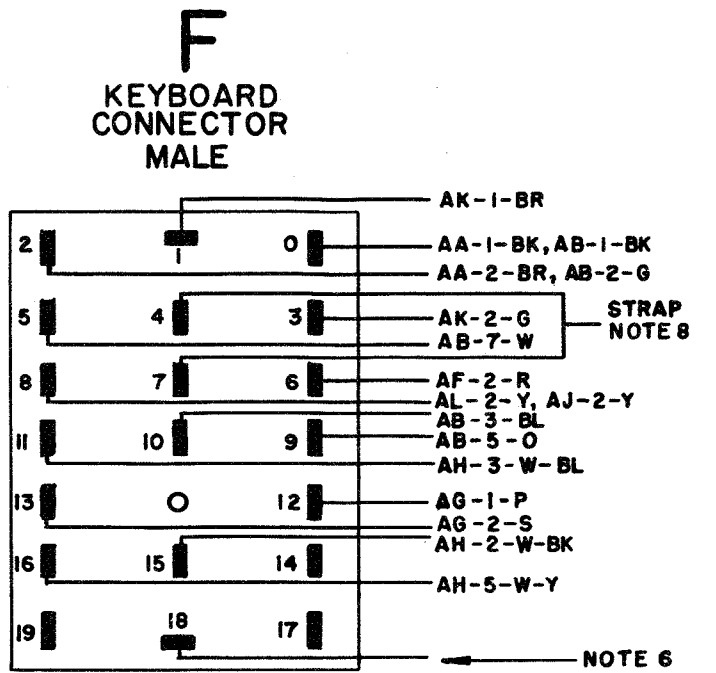 F
KEYBOARD
CONNECTOR
MALE
AK-1-BR
2 1 0 AA-1-BK, AB-1-BK
AA-2-BR, AB-2-G
5 4 3 AK-2-G
STRAP
NOTE 8
AB-7-W
8 7 6 AF-2-R
AL-2-Y, AJ-2-Y
AB-3-BL
11 10 9 AB-5-O
AH-3-W-BL
13 12 AG-1-P
AG-2-S
AH-2-W-BK
16 15 14
AH-5-W-Y
19 18 17
NOTE 6